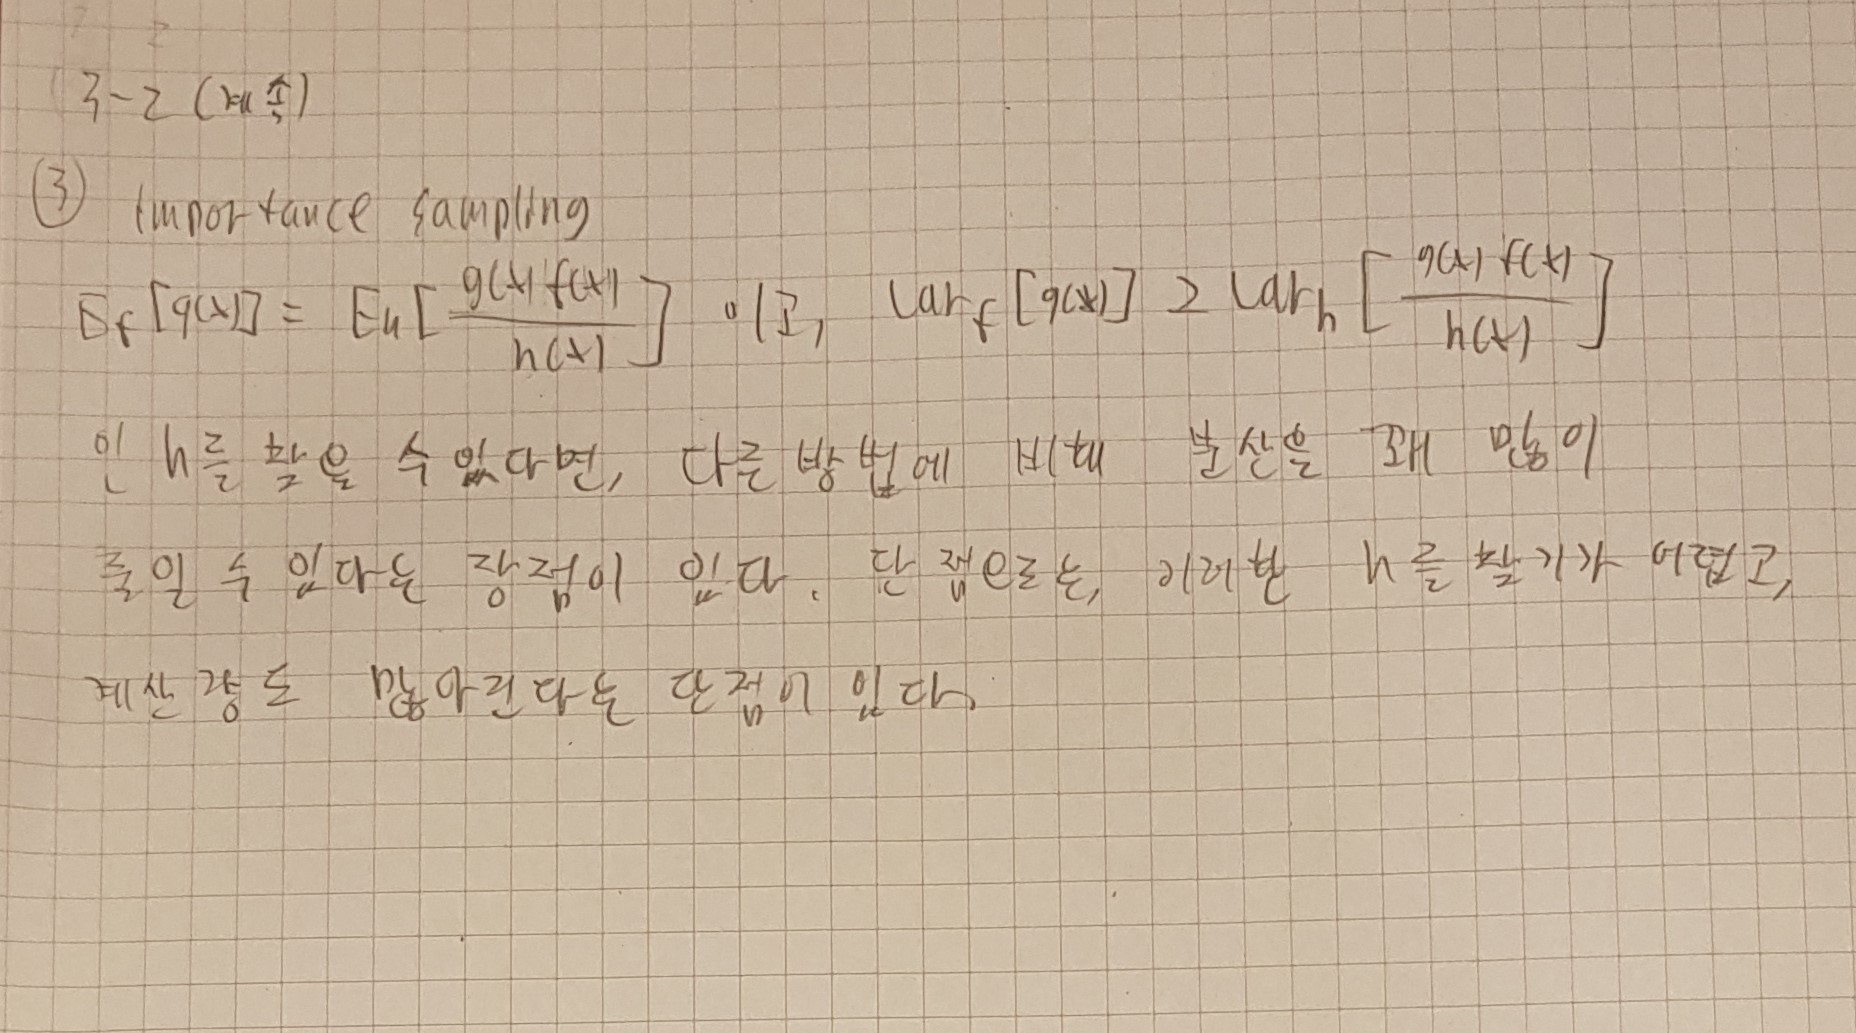 3-2 (계속)
③ Importance sampling
E_f[g(x)] = E_h[g(x)f(x)/h(x)] 이고, Var_f[g(x)] ≥ Var_h[g(x)f(x)/h(x)]
인 h를 찾을 수 있다면, 다른 방법에 비해 분산을 꽤 많이
줄일 수 있다는 장점이 있다. 단점으로는, 이러한 h를 찾기가 어렵고,
계산량도 많아진다는 단점이 있다.